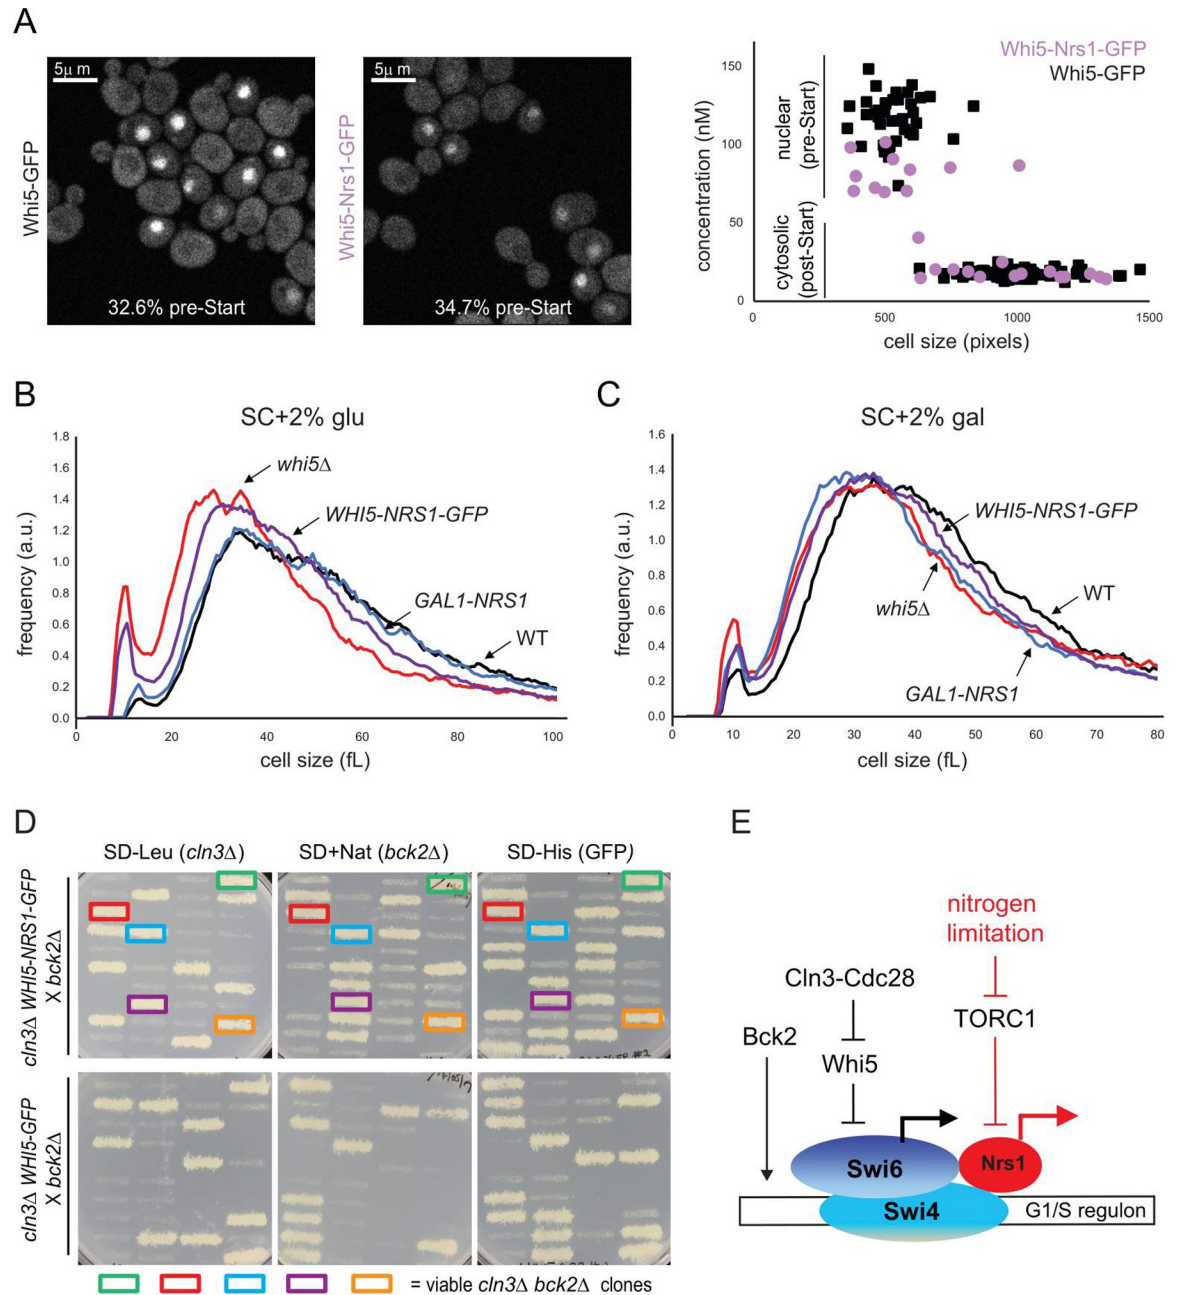 A
Whi5-GFP
5μ m
32.6% pre-Start
Whi5-Nrs1-GFP
5μ m
34.7% pre-Start
Whi5-Nrs1-GFP
Whi5-GFP
concentration (nM)
nuclear
(pre-Start)
cytosolic
(post-Start)
150
100
50
0
0
500
1000
1500
cell size (pixels)
B
SC+2% glu
frequency (a.u.)
1.8
1.6
1.4
1.2
1.0
0.8
0.6
0.4
0.2
0.0
whi5Δ
WHI5-NRS1-GFP
GAL1-NRS1
WT
0
20
40
60
80
100
cell size (fL)
C
SC+2% gal
frequency (a.u.)
1.6
1.4
1.2
1.0
0.8
0.6
0.4
0.2
0.0
WHI5-NRS1-GFP
whi5Δ
WT
GAL1-NRS1
0
10
20
30
40
50
60
70
80
cell size (fL)
D
SD-Leu (cln3Δ)
SD+Nat (bck2Δ)
SD-His (GFP)
cln3Δ WHI5-NRS1-GFP
X bck2Δ
cln3Δ WHI5-GFP
X bck2Δ
= viable cln3Δ bck2Δ clones
E
nitrogen
limitation
Cln3-Cdc28
TORC1
Bck2
Whi5
Swi6
Nrs1
Swi4
G1/S regulon